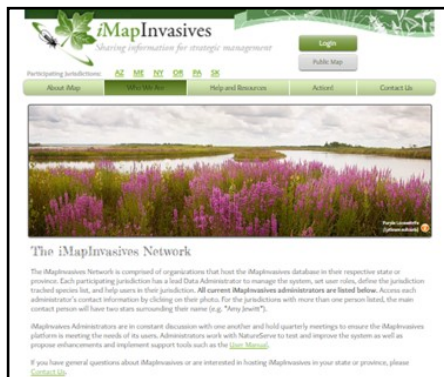 iMapInvasives
Sharing information for strategic management
Login
Public Map
Participating Jurisdictions: AZ ME NY OR PA SK
About iMap Who We Are Help and Resources Action! Contact Us
Purple Loosestrife
The iMapInvasives Network
The iMapInvasives Network is comprised of organizations that host the iMapInvasives database in their respective state or
province. Each participating jurisdiction has a lead Data Administrator to manage the system, set user roles, define the jurisdiction
tracked species list, and help users in their jurisdiction. All current iMapInvasives administrators are listed below. Access each
administrator's contact information by clicking on their photo. For the jurisdictions with more than one person listed, the main
contact person will have two stars surrounding their name (e.g. *Amy Jewitt*).
iMapInvasives Administrators are in constant discussion with one another and hold quarterly meetings to ensure the iMapInvasives
platform is meeting the needs of its users. Administrators work with NatureServe to test and improve the system as well as
propose enhancements and implement support tools such as the User Manual.
If you have general questions about iMapInvasives or are interested in hosting iMapInvasives in your state or province, please
Contact Us.